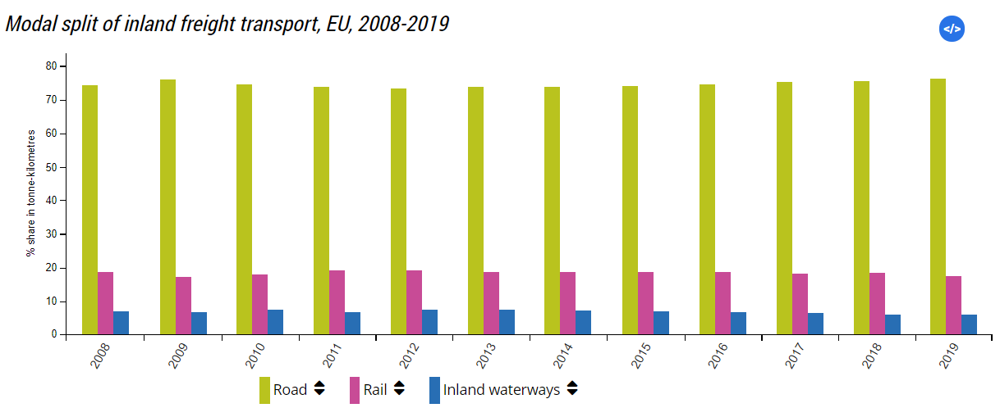 Modal split of inland freight transport, EU, 2008-2019
</>
% share in tonne-kilometres
80
70
60
50
40
30
20
10
0
2008 2009 2010 2011 2012 2013 2014 2015 2016 2017 2018 2019
Road Rail Inland waterways